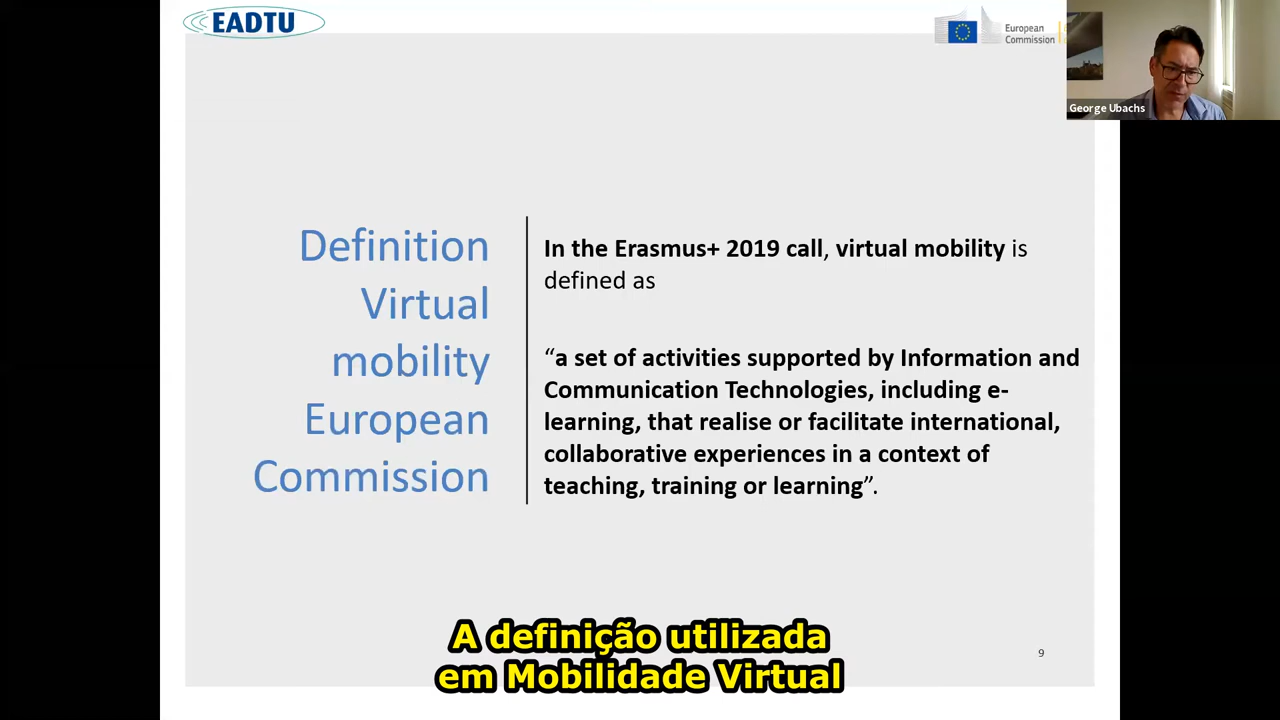 EADTU
European
Commission
George Ubachs
Definition
Virtual
mobility
European
Commission
In the Erasmus+ 2019 call, virtual mobility is
defined as
“a set of activities supported by Information and
Communication Technologies, including e-
learning, that realise or facilitate international,
collaborative experiences in a context of
teaching, training or learning”.
A definição utilizada
em Mobilidade Virtual
9